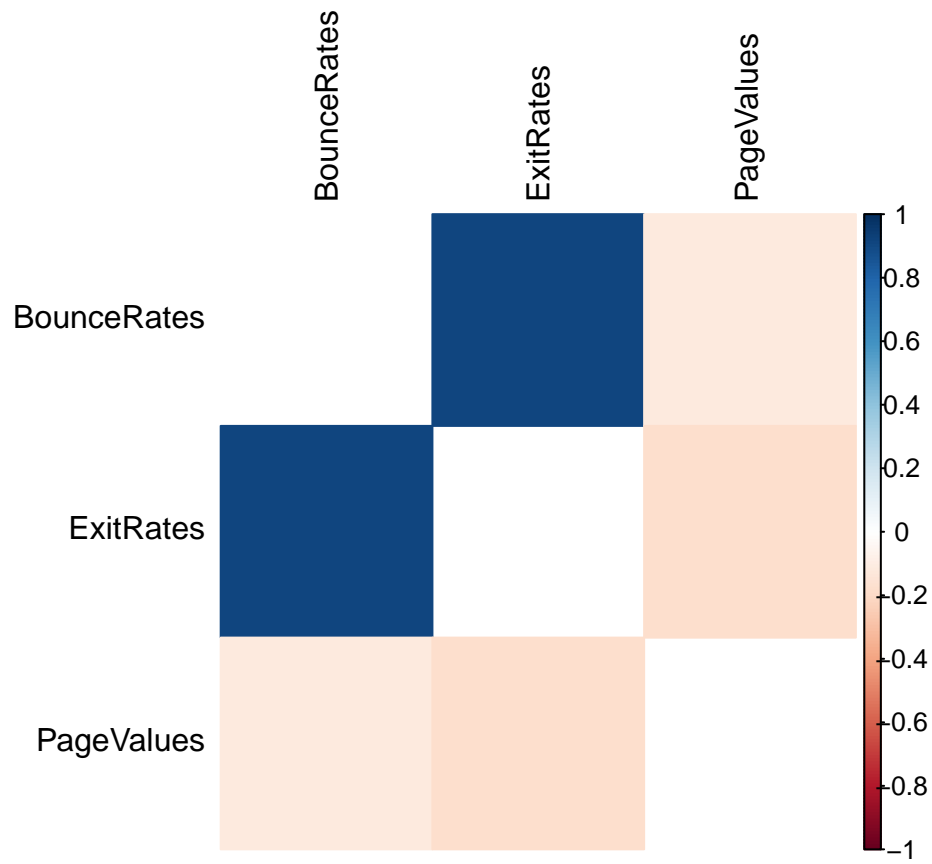 BounceRates
ExitRates
PageValues
BounceRates
ExitRates
PageValues
1
0.8
0.6
0.4
0.2
0
−0.2
−0.4
−0.6
−0.8
−1